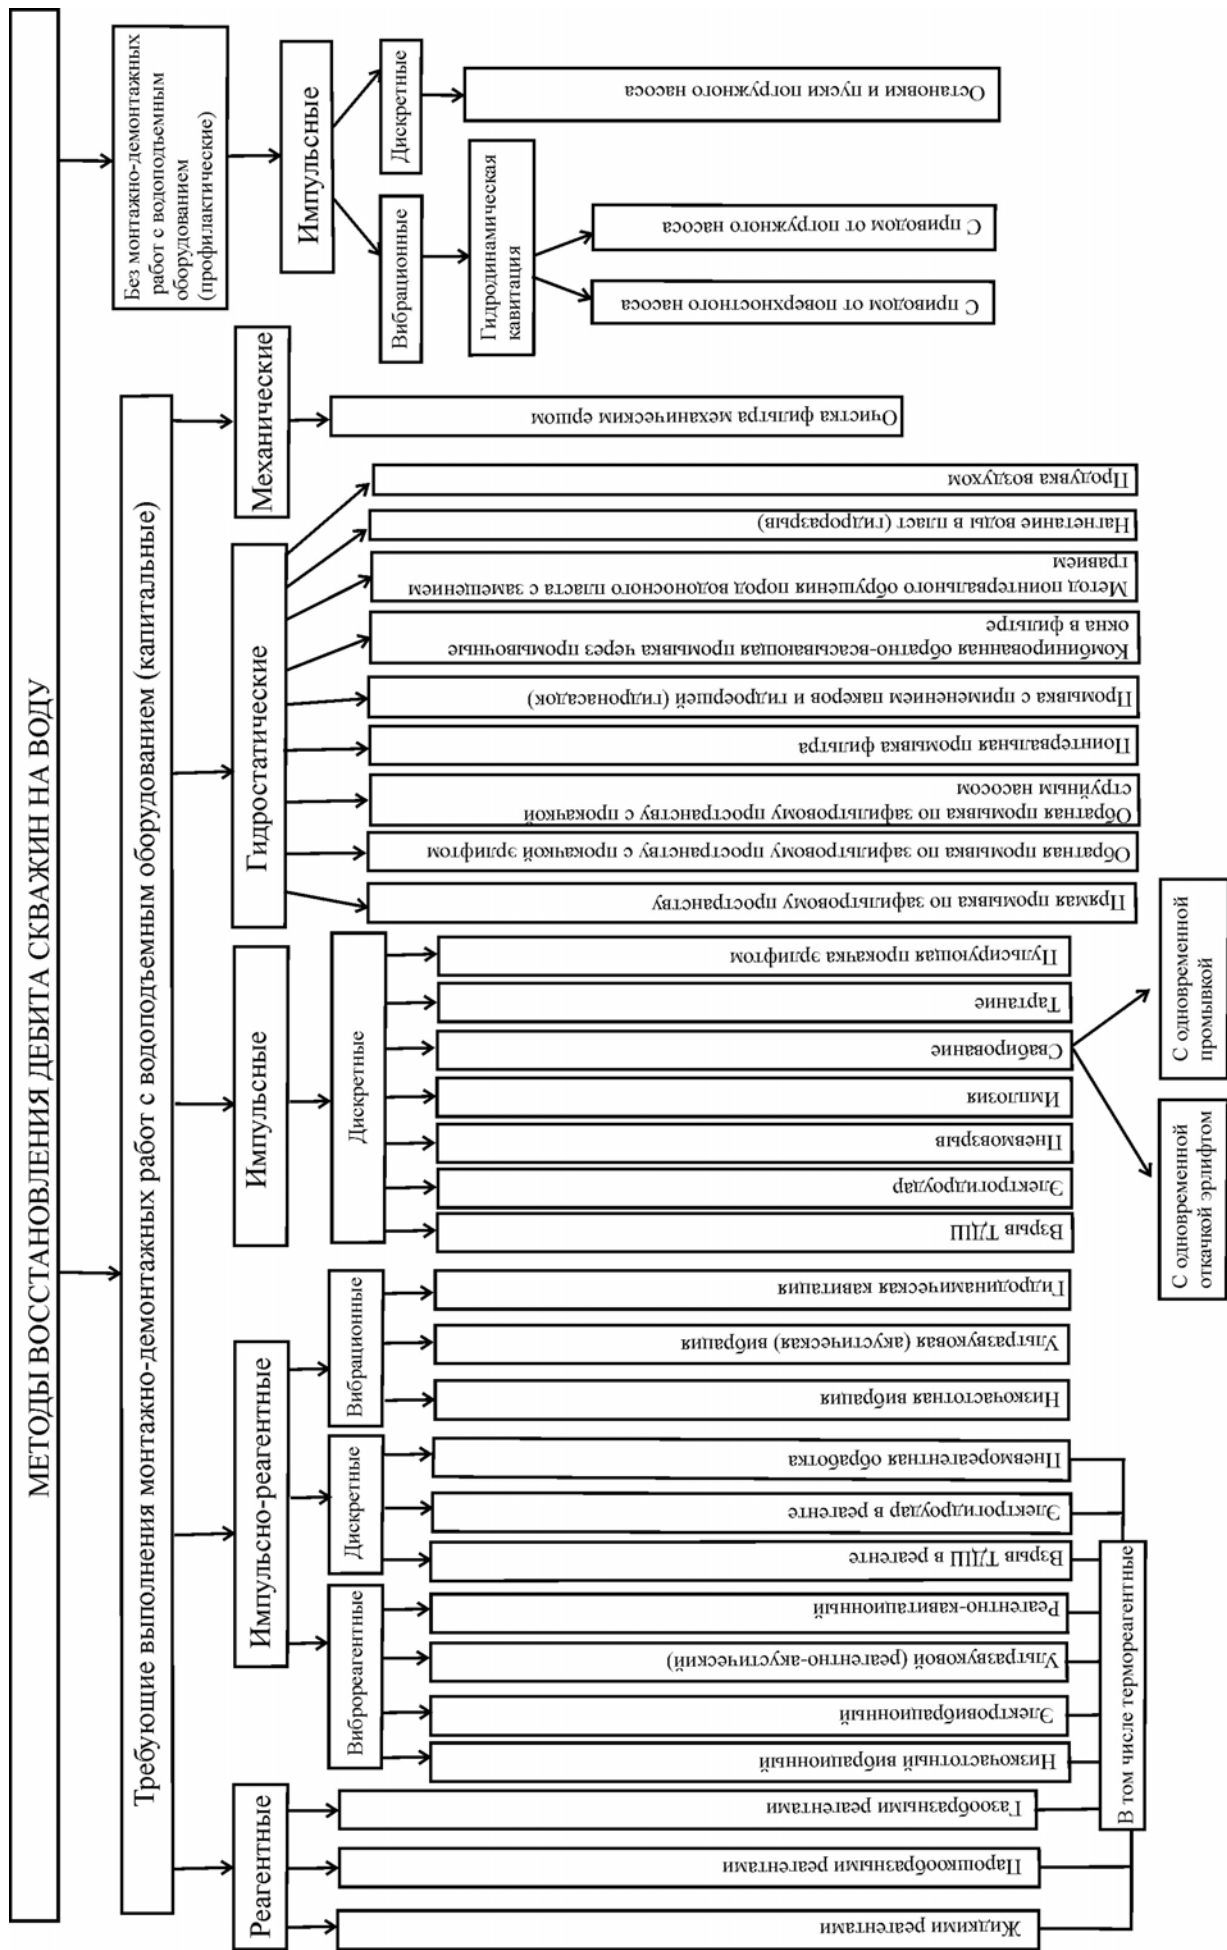 МЕТОДЫ ВОССТАНОВЛЕНИЯ ДЕБИТА СКВАЖИН НА ВОДУ
Требующие выполнения монтажно-демонтажных работ с водоподъемным оборудованием (капитальные)
Без монтажно-демонтажных
работ с водоподъемным
оборудованием
(профилактические)
Реагентные
Импульсно-реагентные
Импульсные
Гидростатические
Механические
Импульсные
Виброреагентные
Дискретные
Вибрационные
Дискретные
Вибрационные
Дискретные
Жидкими реагентами
Парошкообразными реагентами
Газообразными реагентами
Низкочастотный вибрационный
Электровибрационный
Ультразвуковой (реагентно-акустический)
Реагентно-кавитационный
Взрыв ТДШ в реагенте
Электрогидроудар в реагенте
Пневмореагентная обработка
Низкочастотная вибрация
Ультразвуковая (акустическая) вибрация
Гидродинамическая кавитация
Взрыв ТДШ
Электрогидроудар
Пневмовзрыв
Имплозия
Свабирование
Тартание
Пульсирующая прокачка эрлифтом
Прямая промывка по зафильтровому пространству
Обратная промывка по зафильтровому пространству с прокачкой эрлифтом
Обратная промывка по зафильтровому пространству с прокачкой
струйным насосом
Поинтервальная промывка фильтра
Промывка с применением пакеров и гидроершей (гидронасадок)
Комбинированная обратно-всасывающая промывка через промывочные
окна в фильтре
Метод поинтервального обрушения пород водоносного пласта с замещением
гравием
Нагнетание воды в пласт (гидроразрыв)
Продувка воздухом
Очистка фильтра механическим ершом
Гидродинамическая
кавитация
С приводом от поверхностного насоса
С приводом от погружного насоса
Остановки и пуски погружного насоса
В том числе термореагентные
С одновременной
откачкой эрлифтом
С одновременной
промывкой